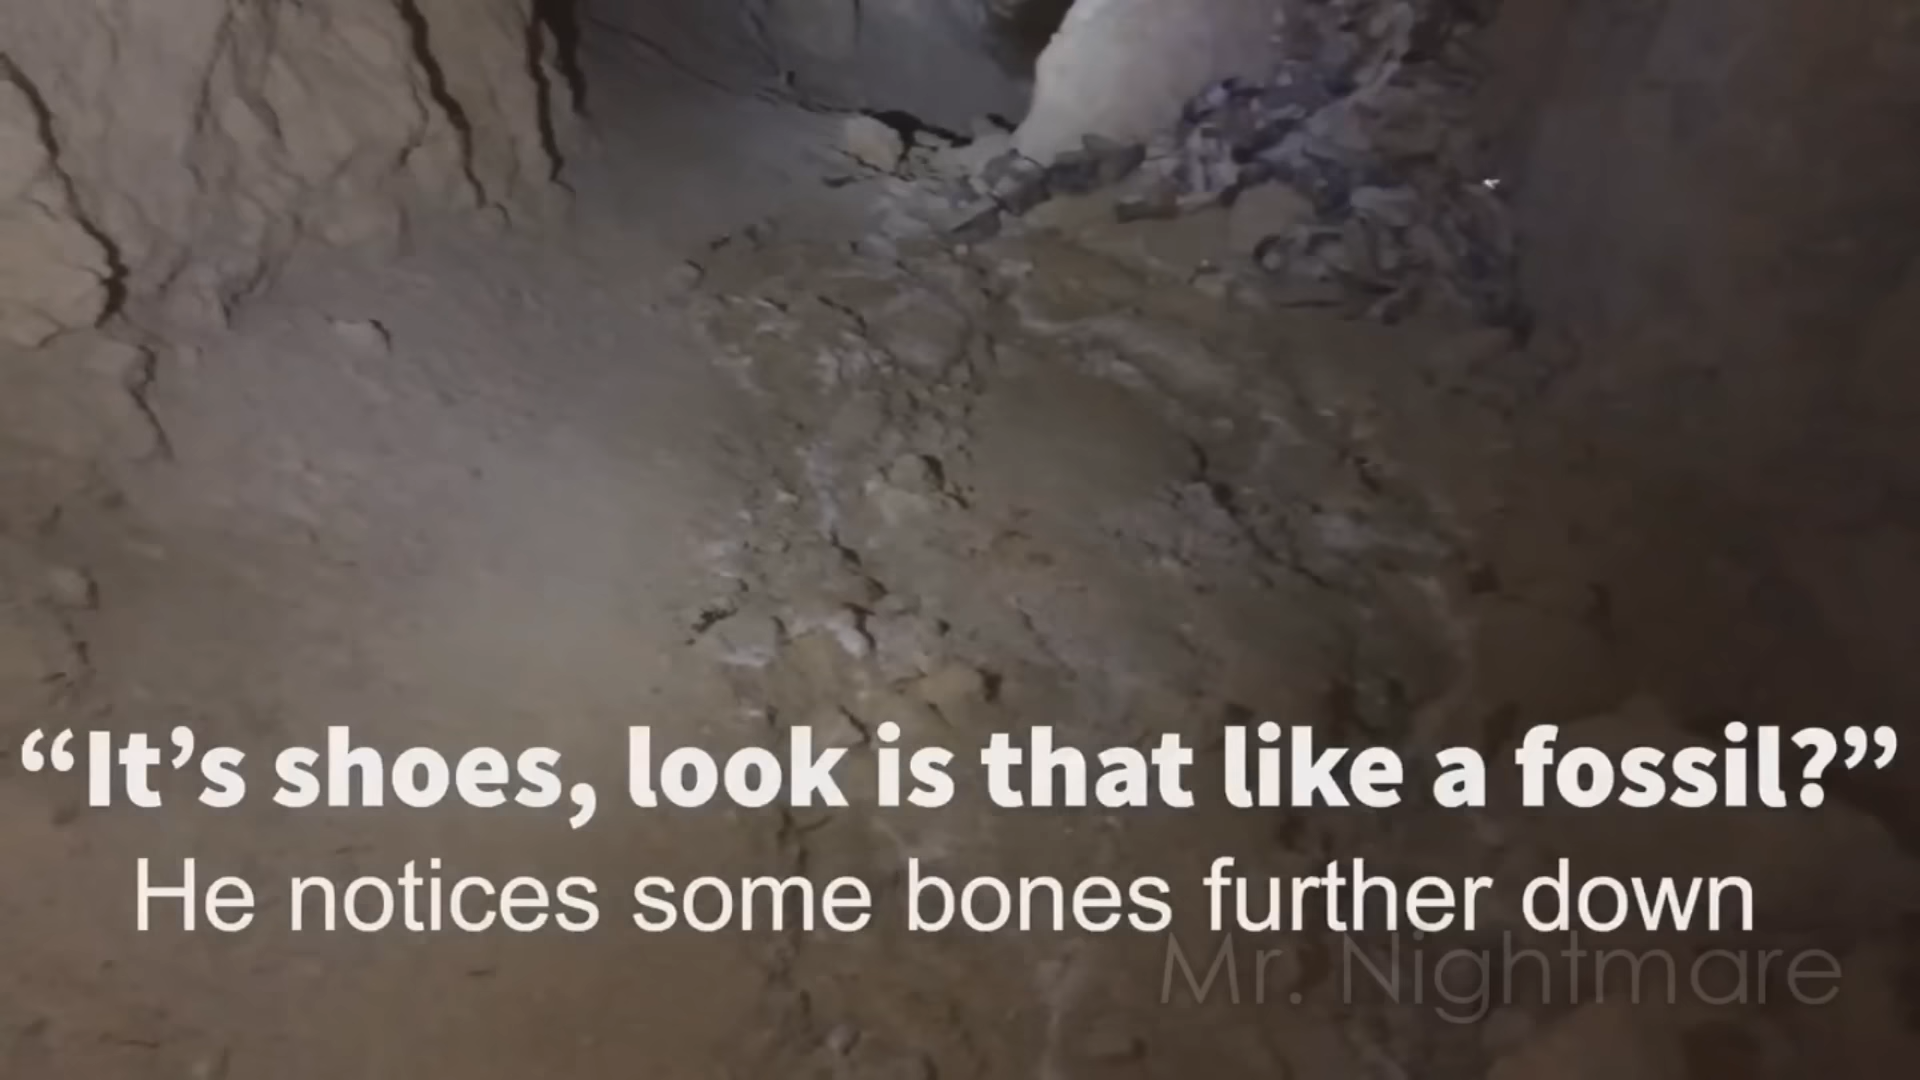 “It’s shoes, look is that like a fossil?”
He notices some bones further down
Mr. Nightmare